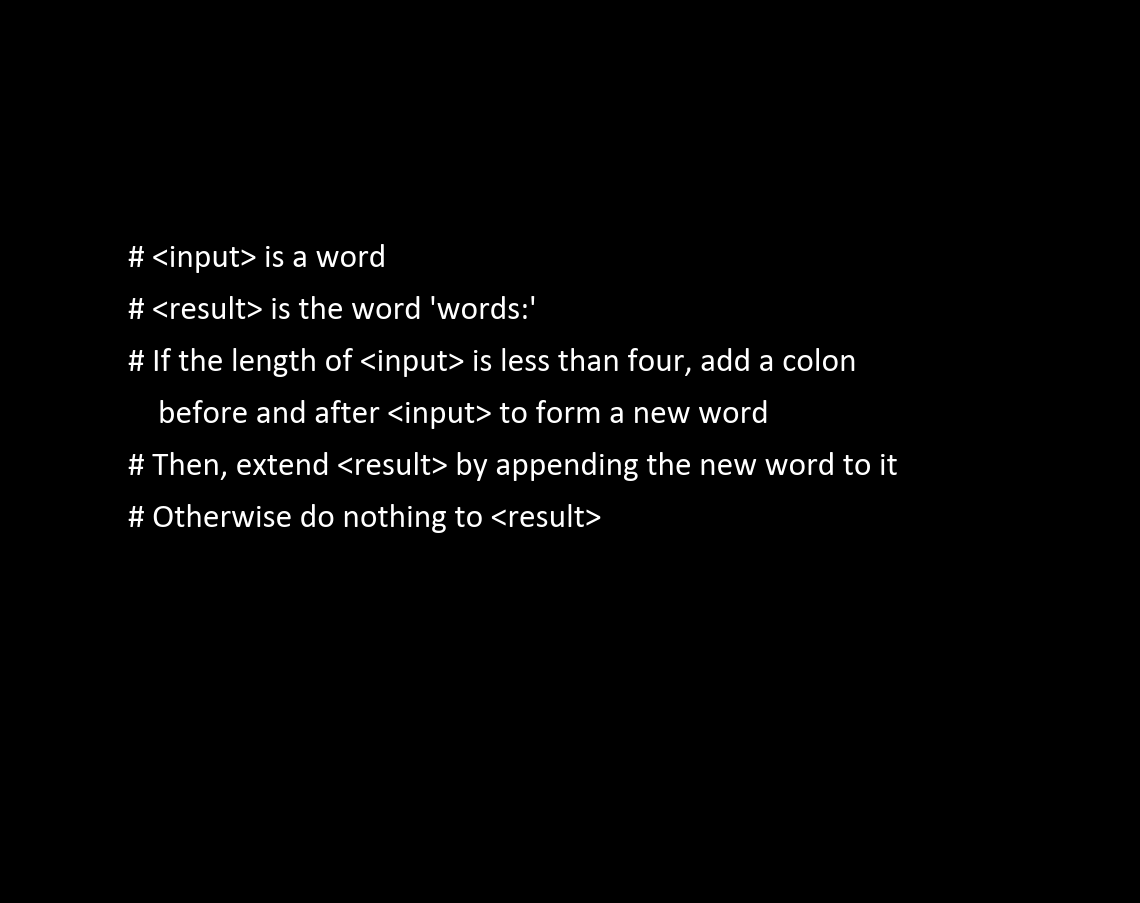 # <input> is a word
# <result> is the word 'words:'
# If the length of <input> is less than four, add a colon
before and after <input> to form a new word
# Then, extend <result> by appending the new word to it
# Otherwise do nothing to <result>